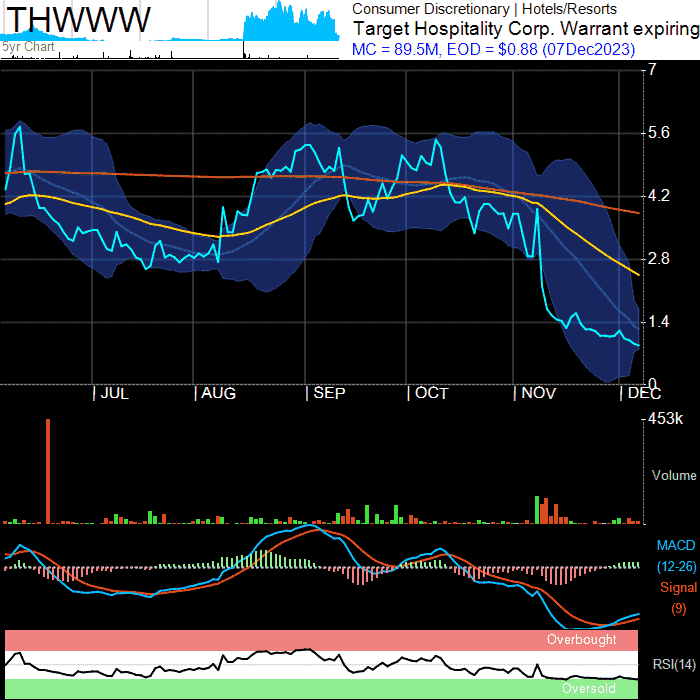 THWWW
5yr Chart
Consumer Discretionary | Hotels/Resorts
Target Hospitality Corp. Warrant expiring
MC = 89.5M, EOD = $0.88 (07Dec2023)
7
5.6
4.2
2.8
1.4
0
| JUL | AUG | SEP | OCT | NOV | DEC
453k
Volume
MACD
(12-26)
Signal
(9)
Overbought
RSI(14)
Oversold